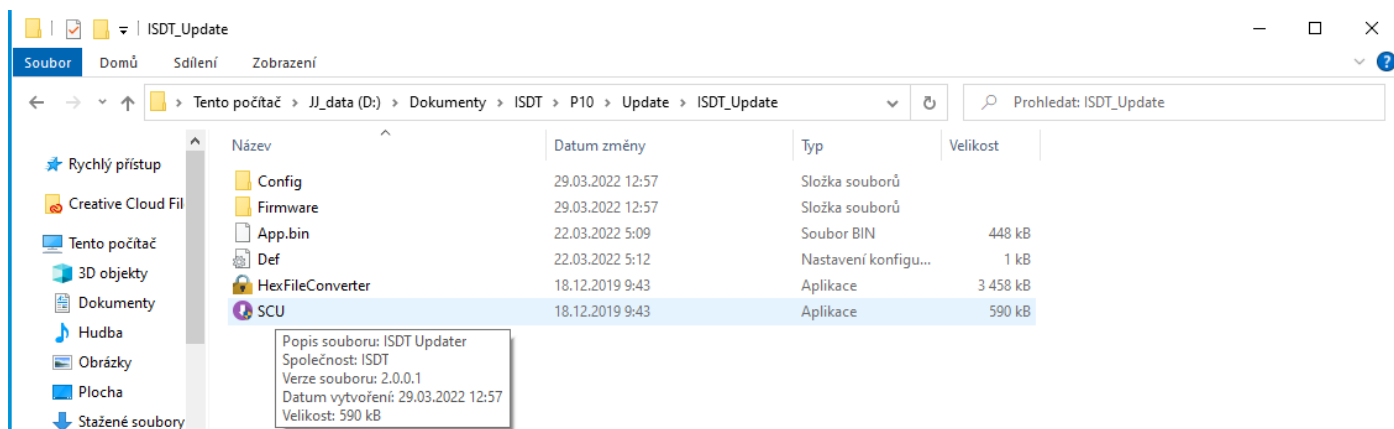 ISDT_Update
Soubor Domů Sdílení Zobrazení
Tento počítač > JJ_data (D:) > Dokumenty > ISDT > P10 > Update > ISDT_Update
Prohledat: ISDT_Update
Název Datum změny Typ Velikost
Rychlý přístup
Creative Cloud Fil
Tento počítač
3D objekty
Dokumenty
Hudba
Obrázky
Plocha
Stažené soubory
Config 29.03.2022 12:57 Složka souborů
Firmware 29.03.2022 12:57 Složka souborů
App.bin 22.03.2022 5:09 Soubor BIN 448 kB
Def 22.03.2022 5:12 Nastavení konfigu... 1 kB
HexFileConverter 18.12.2019 9:43 Aplikace 3 458 kB
SCU 18.12.2019 9:43 Aplikace 590 kB
Popis souboru: ISDT Updater
Společnost: ISDT
Verze souboru: 2.0.0.1
Datum vytvoření: 29.03.2022 12:57
Velikost: 590 kB